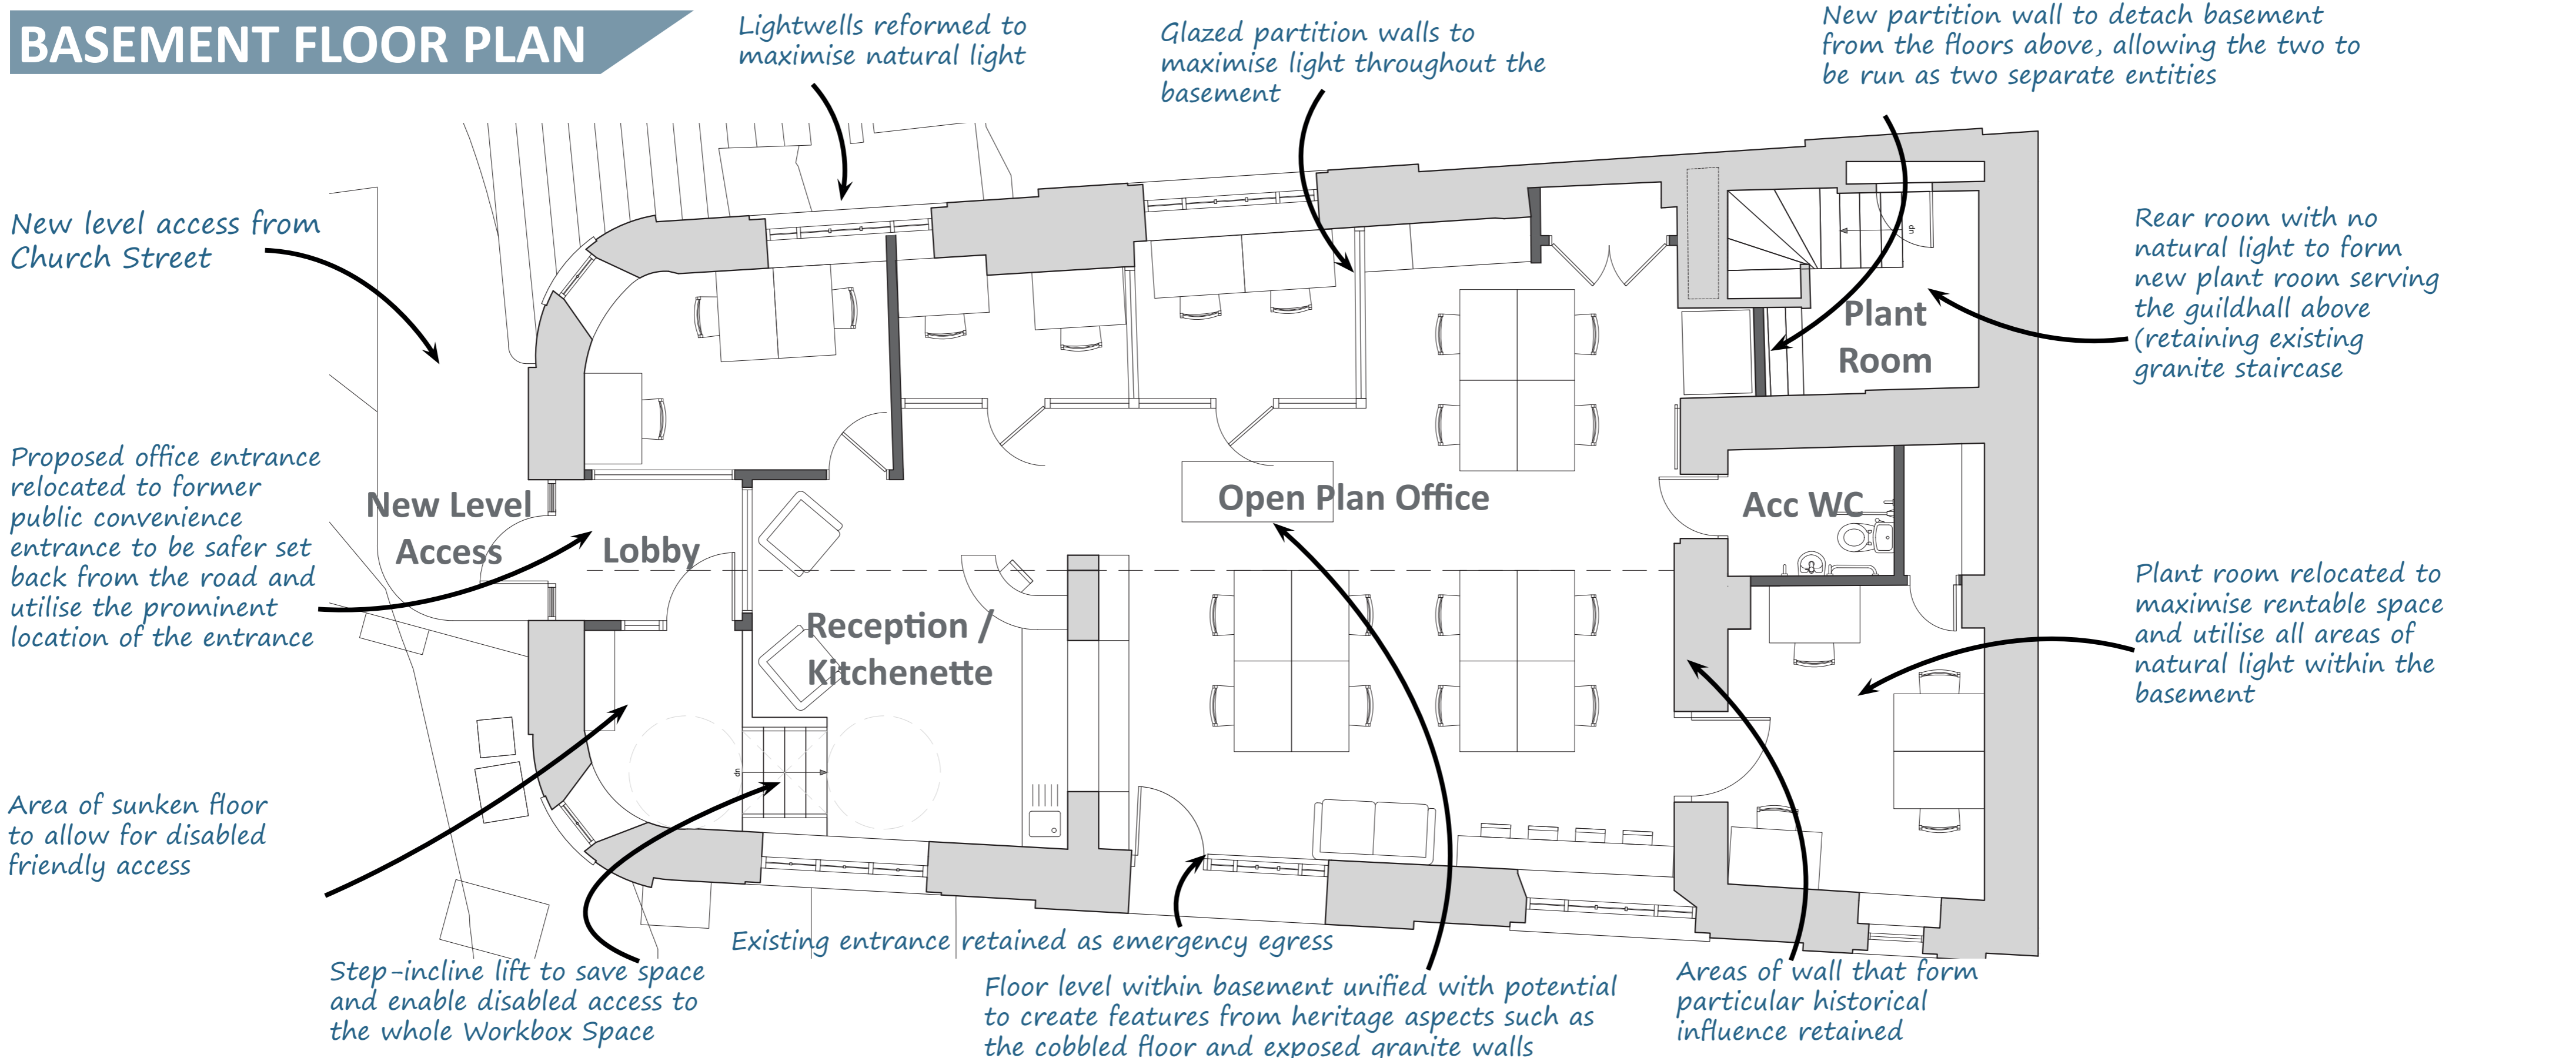 BASEMENT FLOOR PLAN
Lightwells reformed to
maximise natural light
Glazed partition walls to
maximise light throughout the
basement
New partition wall to detach basement
from the floors above, allowing the two to
be run as two separate entities
New level access from
Church Street
Rear room with no
natural light to form
new plant room serving
the guildhall above
(retaining existing
granite staircase
dn
Plant
Room
Proposed office entrance
relocated to former
public convenience
entrance to be safer set
back from the road and
utilise the prominent
location of the entrance
New Level
Access
Lobby
Open Plan Office
Acc WC
Reception /
Kitchenette
Plant room relocated to
maximise rentable space
and utilise all areas of
natural light within the
basement
dn
Area of sunken floor
to allow for disabled
friendly access
Existing entrance retained as emergency egress
Step-incline lift to save space
and enable disabled access to
the whole Workbox Space
Floor level within basement unified with potential
to create features from heritage aspects such as
the cobbled floor and exposed granite walls
Areas of wall that form
particular historical
influence retained